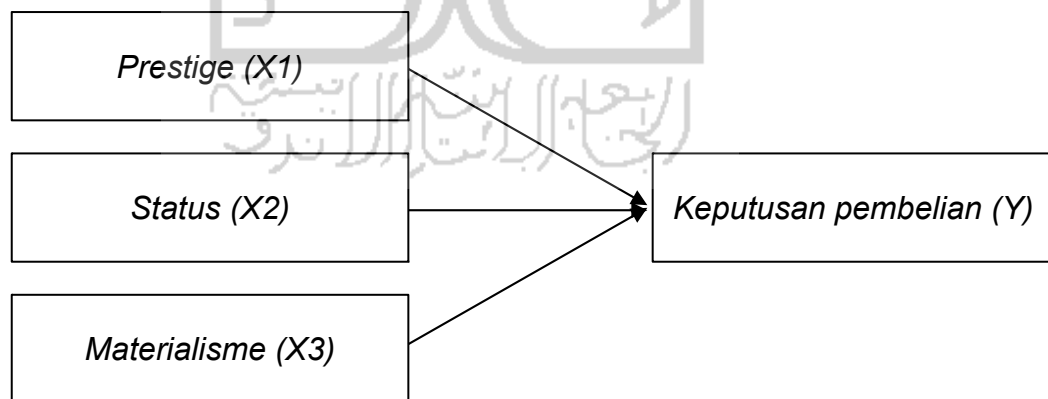 Prestige (X1)
Status (X2)
Keputusan pembelian (Y)
Materialisme (X3)